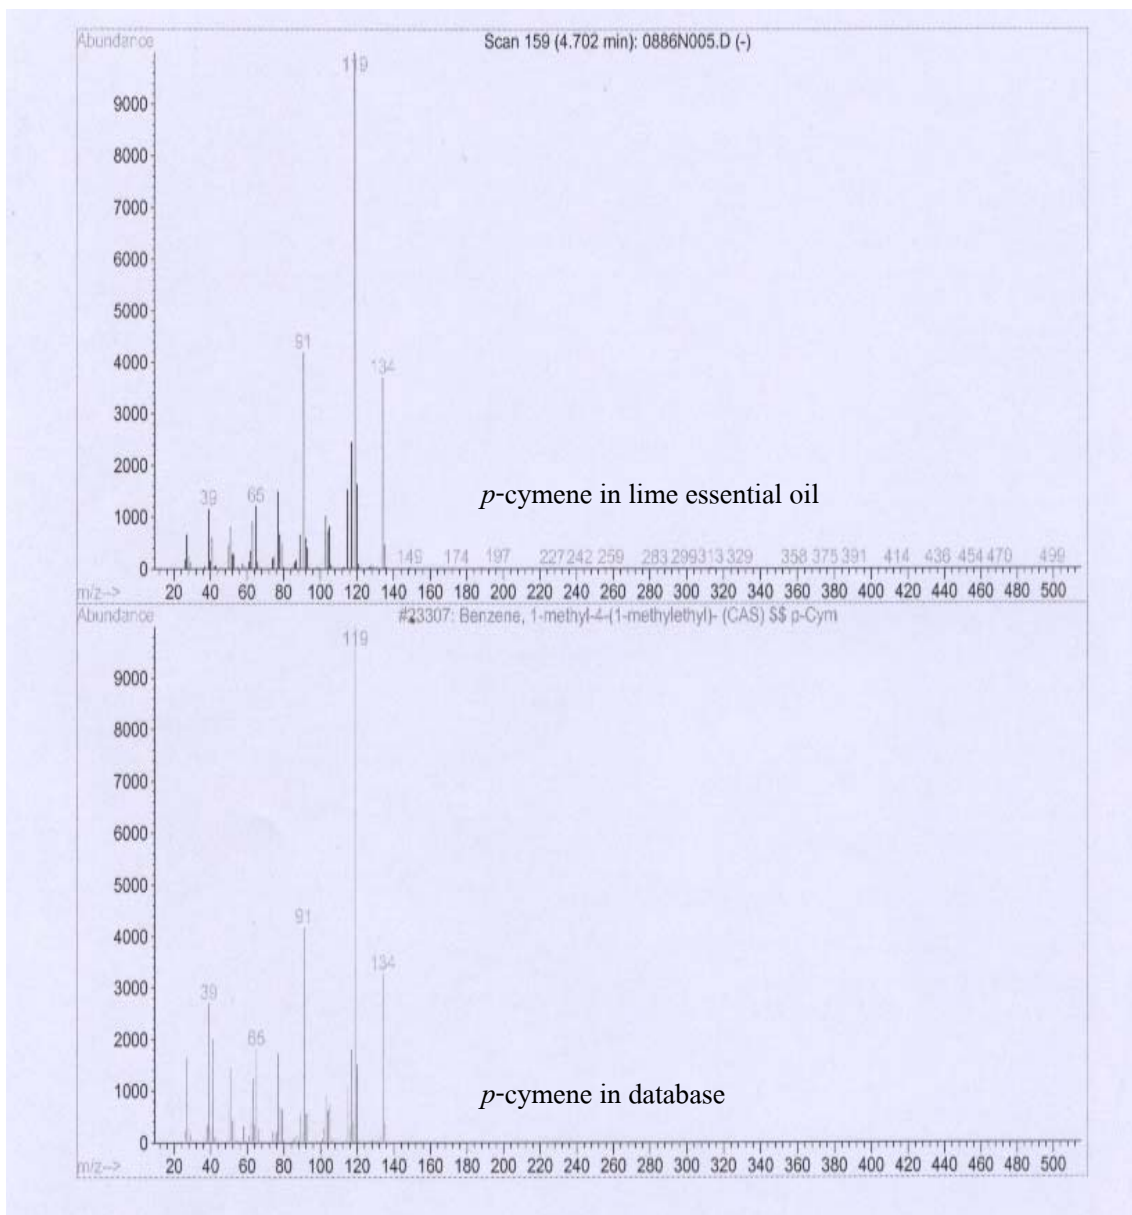 Abundance
Scan 159 (4.702 min): 0886N005.D (-)
119
9000
8000
7000
6000
5000
4000
3000
2000
1000
0
91
134
39
65
149 174 197 227 242 259 283 299 313 329 358 375 391 414 436 454 470 499
p-cymene in lime essential oil
m/z-->
20 40 60 80 100 120 140 160 180 200 220 240 260 280 300 320 340 360 380 400 420 440 460 480 500
Abundance
#23307: Benzene, 1-methyl-4-(1-methylethyl)- (CAS) $$ p-Cym
119
9000
8000
7000
6000
5000
4000
3000
2000
1000
0
91
134
39
65
p-cymene in database
m/z-->
20 40 60 80 100 120 140 160 180 200 220 240 260 280 300 320 340 360 380 400 420 440 460 480 500